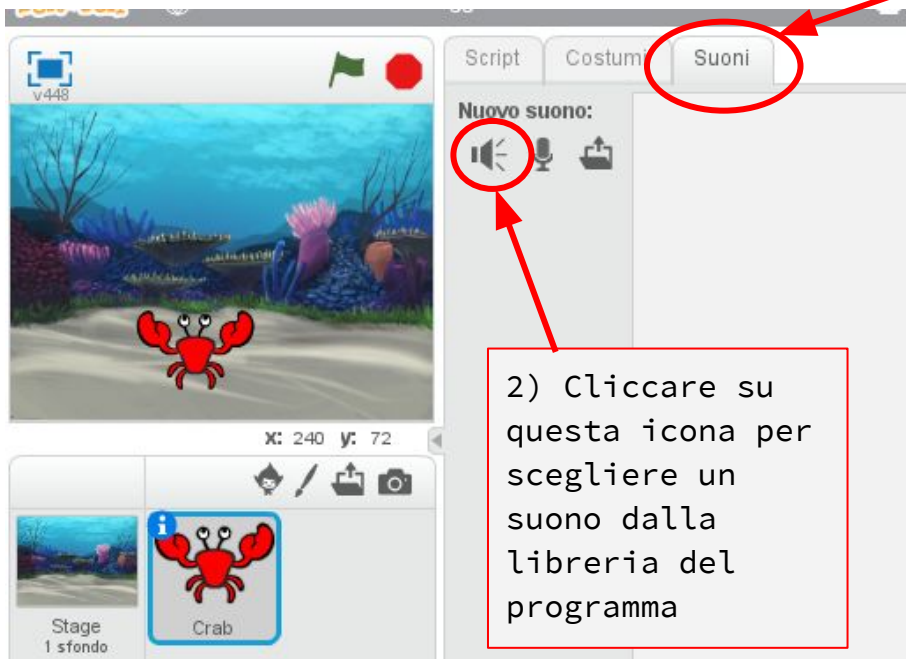 v448
Script Costumi Suoni
Nuovo suono:
x: 240 y: 72
2) Cliccare su
questa icona per
scegliere un
suono dalla
libreria del
programma
Stage
1 sfondo
Crab